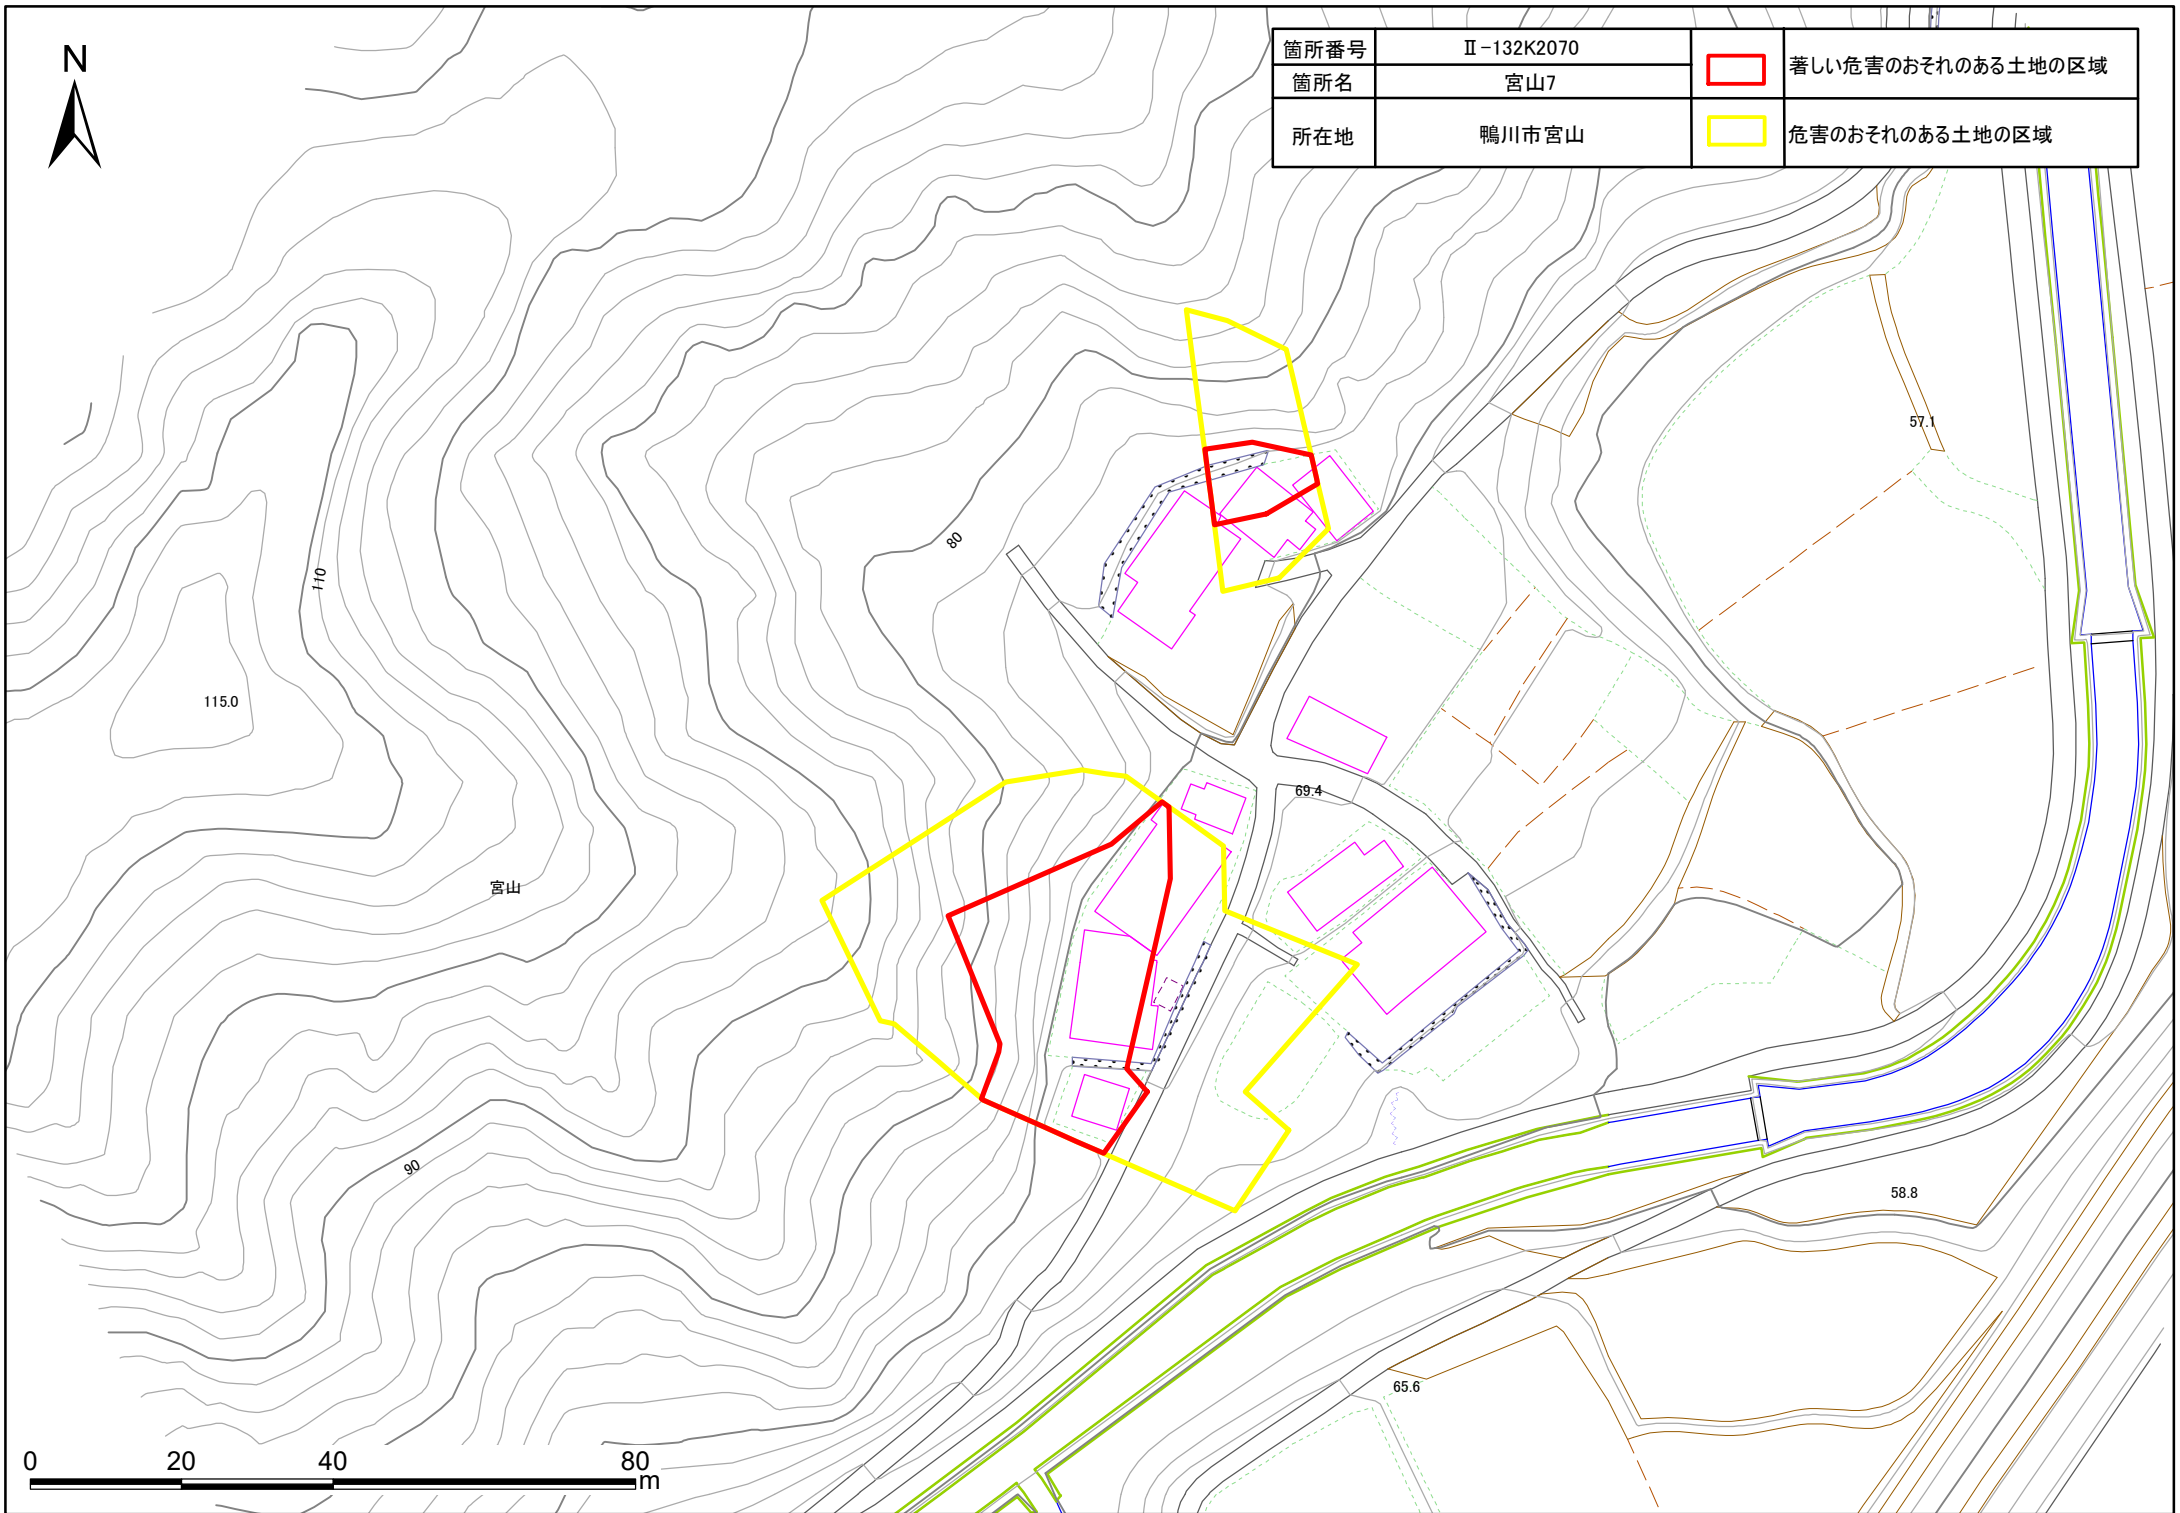 N
箇所番号 Ⅱ-132K2070
著しい危害のおそれのある土地の区域
箇所名 宮山7
所在地 鴨川市宮山
危害のおそれのある土地の区域
57.1
80
110
115.0
69.4
宮山
90
58.8
65.6
0 20 40 80
m